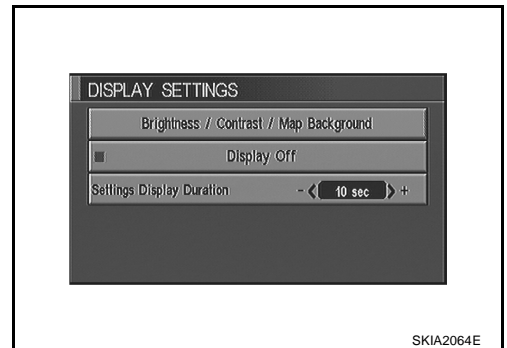 DISPLAY SETTINGS
Brightness / Contrast / Map Background
Display Off
Settings Display Duration - 10 sec +
SKIA2064E